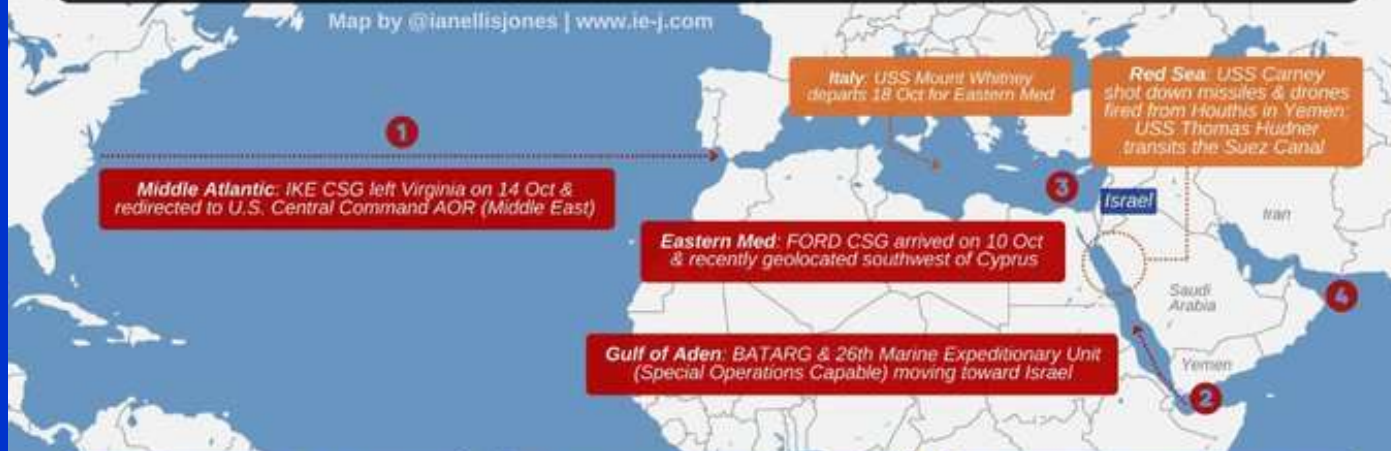 Map by @ianellisjones | www.ie-j.com
Italy: USS Mount Whitney
departs 18 Oct for Eastern Med
Red Sea: USS Carney
shot down missiles & drones
fired from Houthis in Yemen;
USS Thomas Hudner
transits the Suez Canal
1
Middle Atlantic: IKE CSG left Virginia on 14 Oct &
redirected to U.S. Central Command AOR (Middle East)
3
Israel
Iran
Eastern Med: FORD CSG arrived on 10 Oct
& recently geolocated southwest of Cyprus
Saudi
Arabia
4
Gulf of Aden: BATARG & 26th Marine Expeditionary Unit
(Special Operations Capable) moving toward Israel
Yemen
2